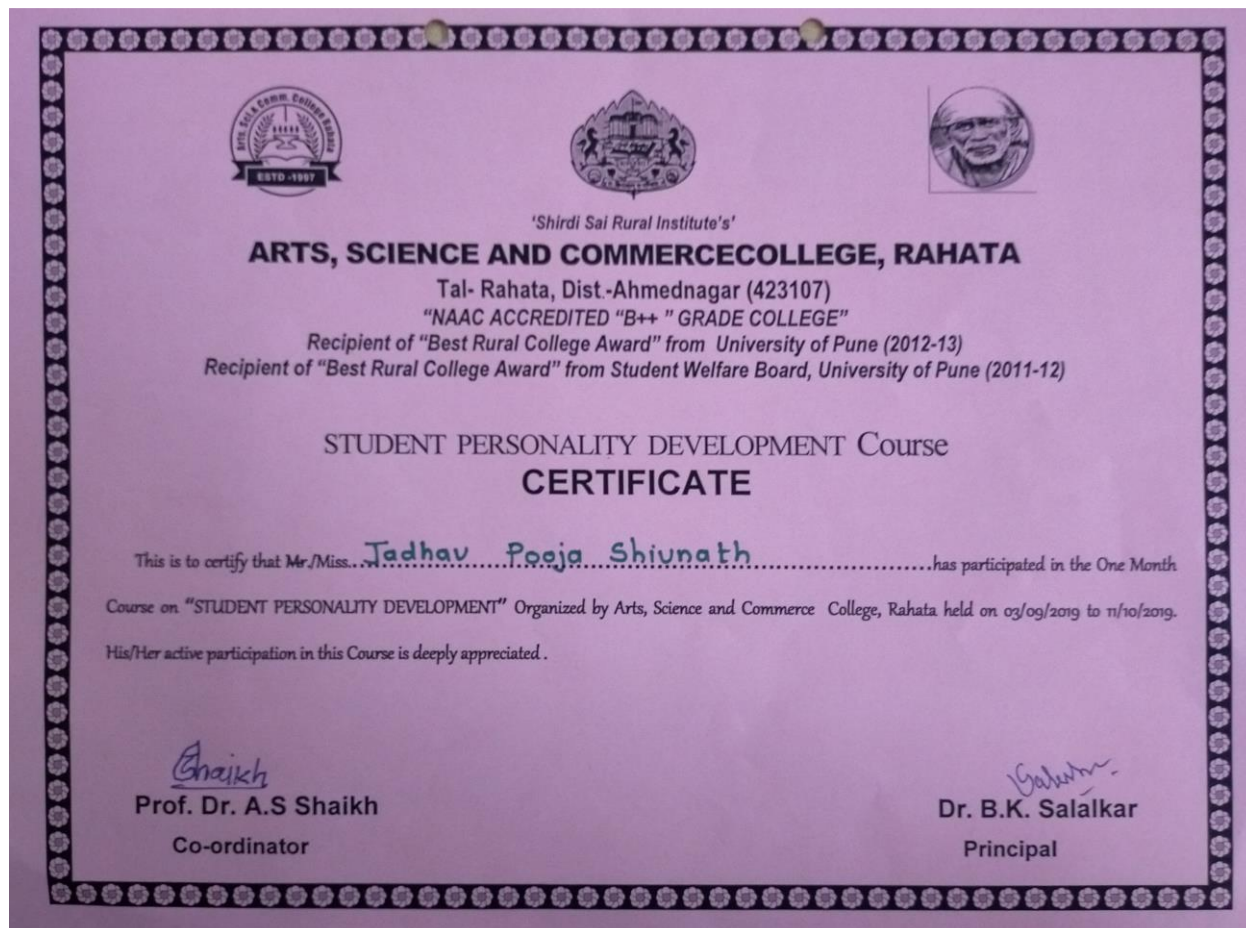 Arts, Sci & Comm. College Rahata
ESTD -1997
'Shirdi Sai Rural Institute's'
ARTS, SCIENCE AND COMMERCECOLLEGE, RAHATA
Tal- Rahata, Dist.-Ahmednagar (423107)
"NAAC ACCREDITED "B++ " GRADE COLLEGE"
Recipient of "Best Rural College Award" from University of Pune (2012-13)
Recipient of "Best Rural College Award" from Student Welfare Board, University of Pune (2011-12)
STUDENT PERSONALITY DEVELOPMENT Course
CERTIFICATE
This is to certify that Mr./Miss...Jadhav Pooja Shivnath...has participated in the One Month
Course on "STUDENT PERSONALITY DEVELOPMENT" Organized by Arts, Science and Commerce College, Rahata held on 03/09/2019 to 11/10/2019.
His/Her active participation in this Course is deeply appreciated .
Shaikh
Prof. Dr. A.S Shaikh
Co-ordinator
Dr. B.K. Salalkar
Principal